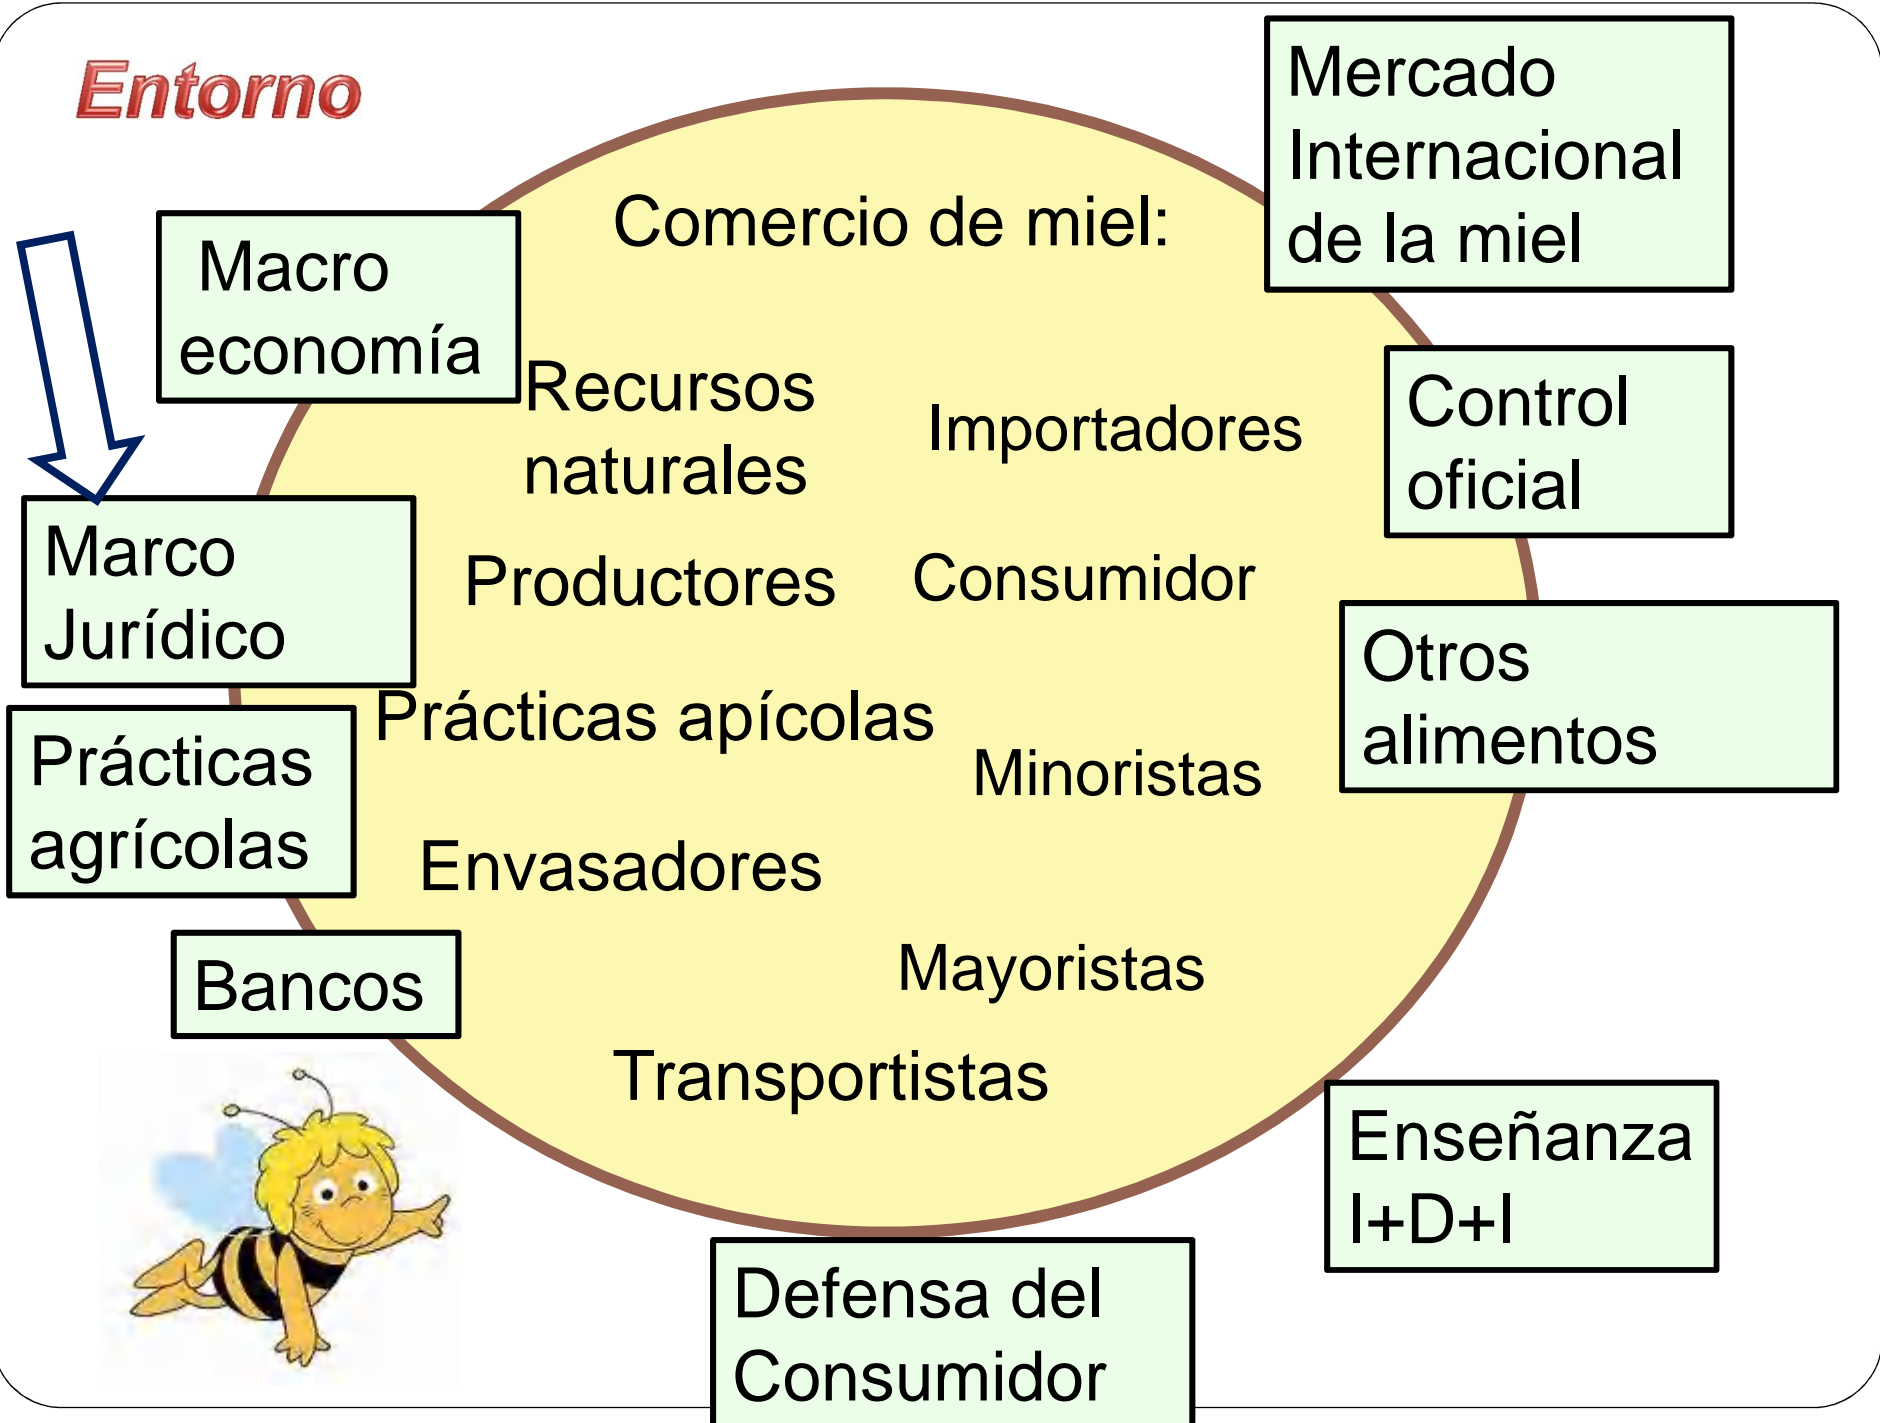 Entorno
Mercado
Internacional
de la miel
Comercio de miel:
Macro
economía
Recursos
naturales
Importadores
Control
oficial
Marco
Jurídico
Productores
Consumidor
Otros
alimentos
Prácticas apícolas
Prácticas
agrícolas
Minoristas
Envasadores
Bancos
Mayoristas
Transportistas
Enseñanza
I+D+I
Defensa del
Consumidor